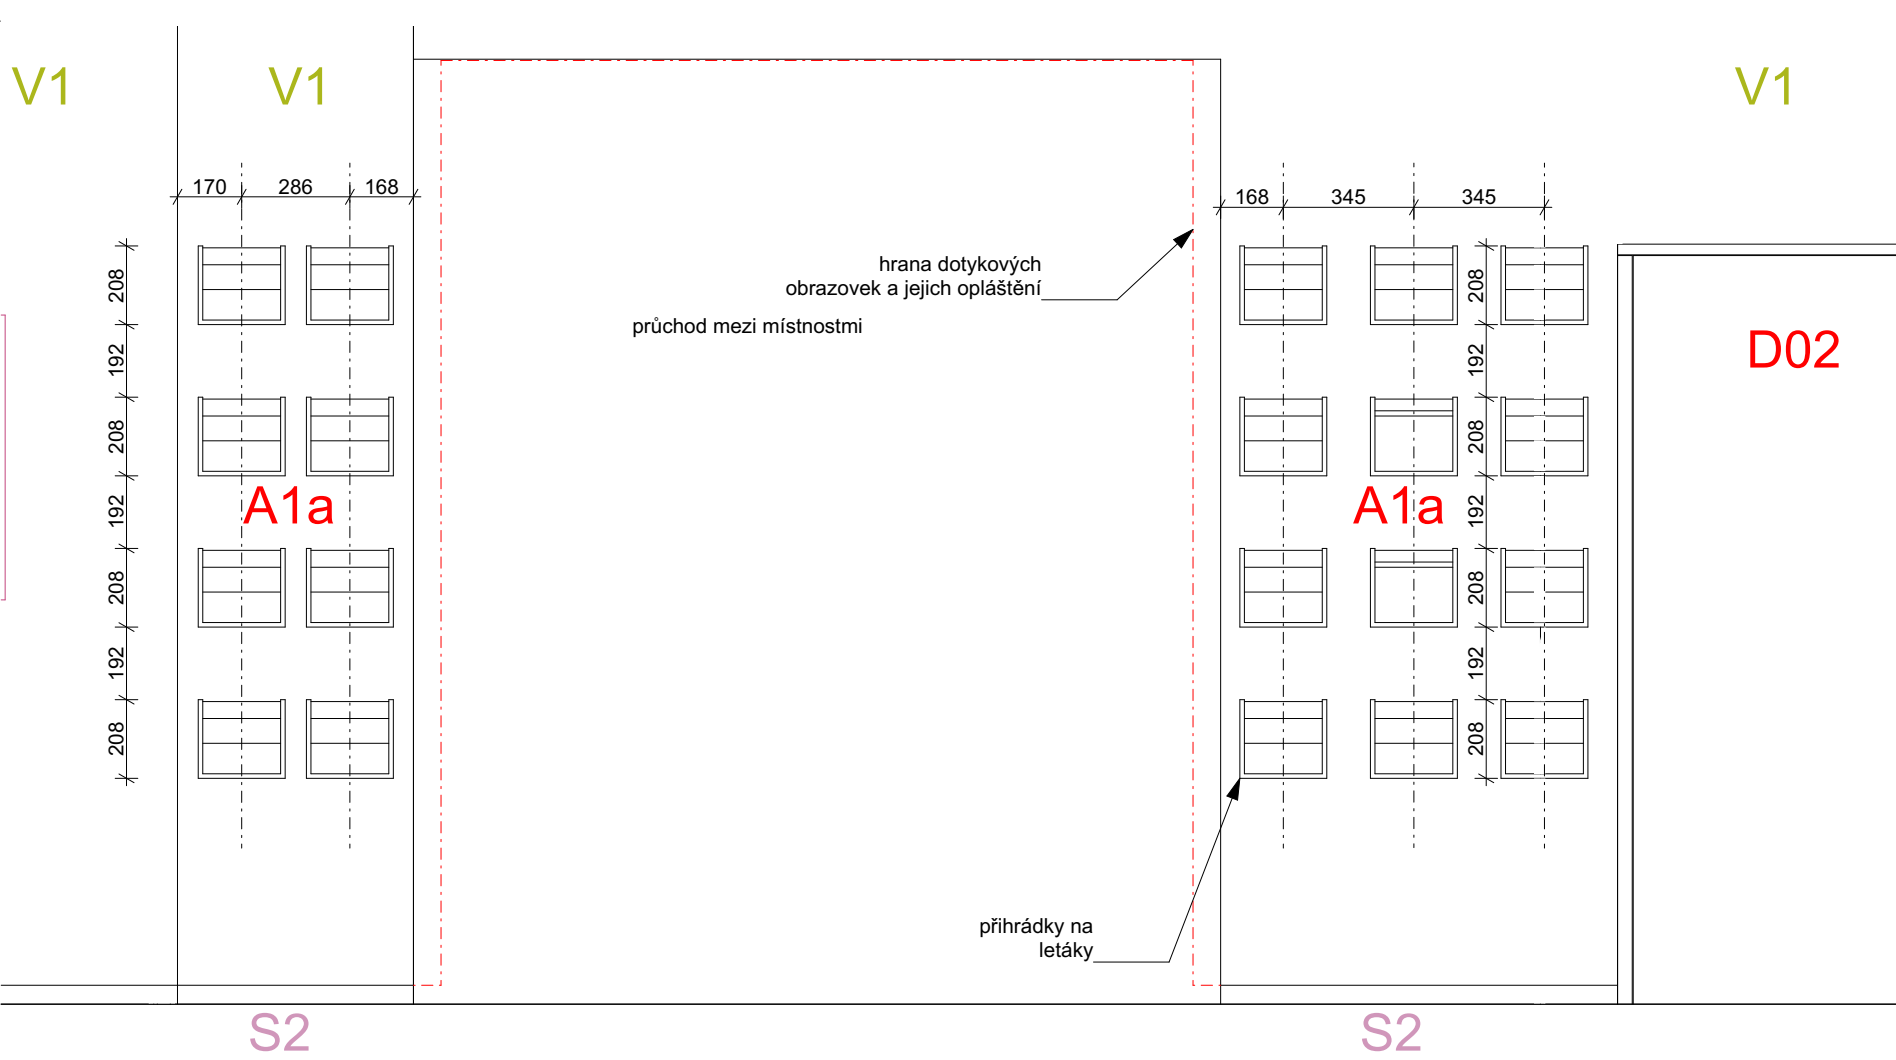 V1
V1
V1
170
286
168
168
345
345
208
192
208
192
208
192
208
hrana dotykových
obrazovek a jejich opláštění
průchod mezi místnostmi
208
192
208
192
208
192
208
D02
A1a
A1a
přihrádky na
letáky
S2
S2